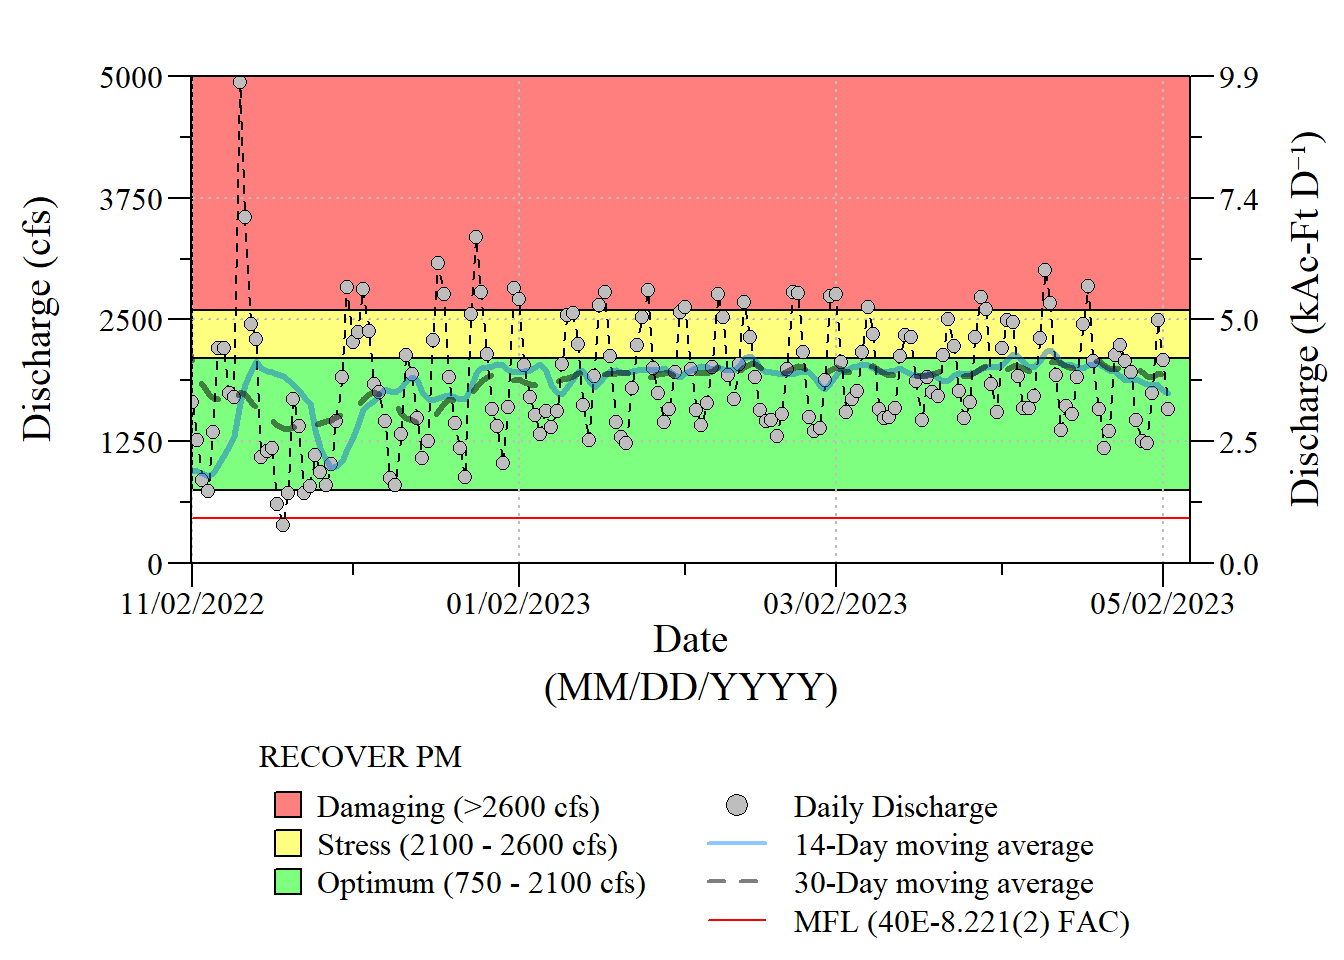 Discharge (cfs)
5000
3750
2500
1250
0
9.9
7.4
5.0
2.5
0.0
Discharge (kAc-Ft D⁻¹)
11/02/2022
01/02/2023
03/02/2023
05/02/2023
Date
(MM/DD/YYYY)
RECOVER PM
Damaging (>2600 cfs)
Stress (2100 - 2600 cfs)
Optimum (750 - 2100 cfs)
Daily Discharge
14-Day moving average
30-Day moving average
MFL (40E-8.221(2) FAC)